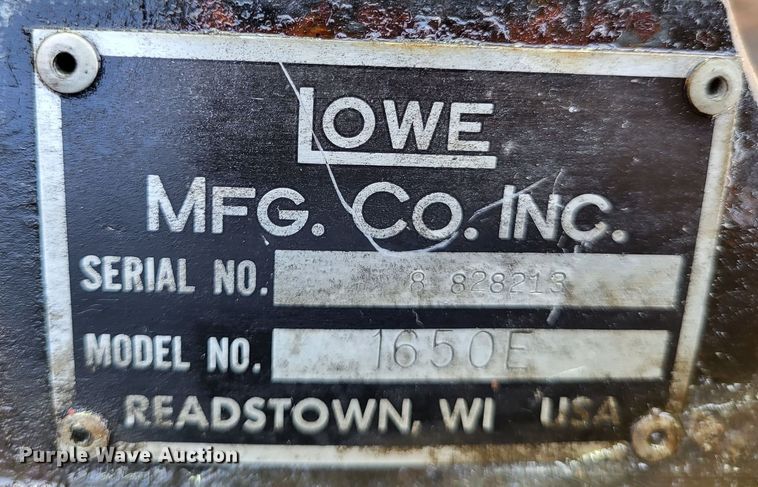 LOWE
MFG. CO. INC.
SERIAL NO. 8 828213
MODEL NO. 1650E
READSTOWN, WI USA
Purple Wave Auction